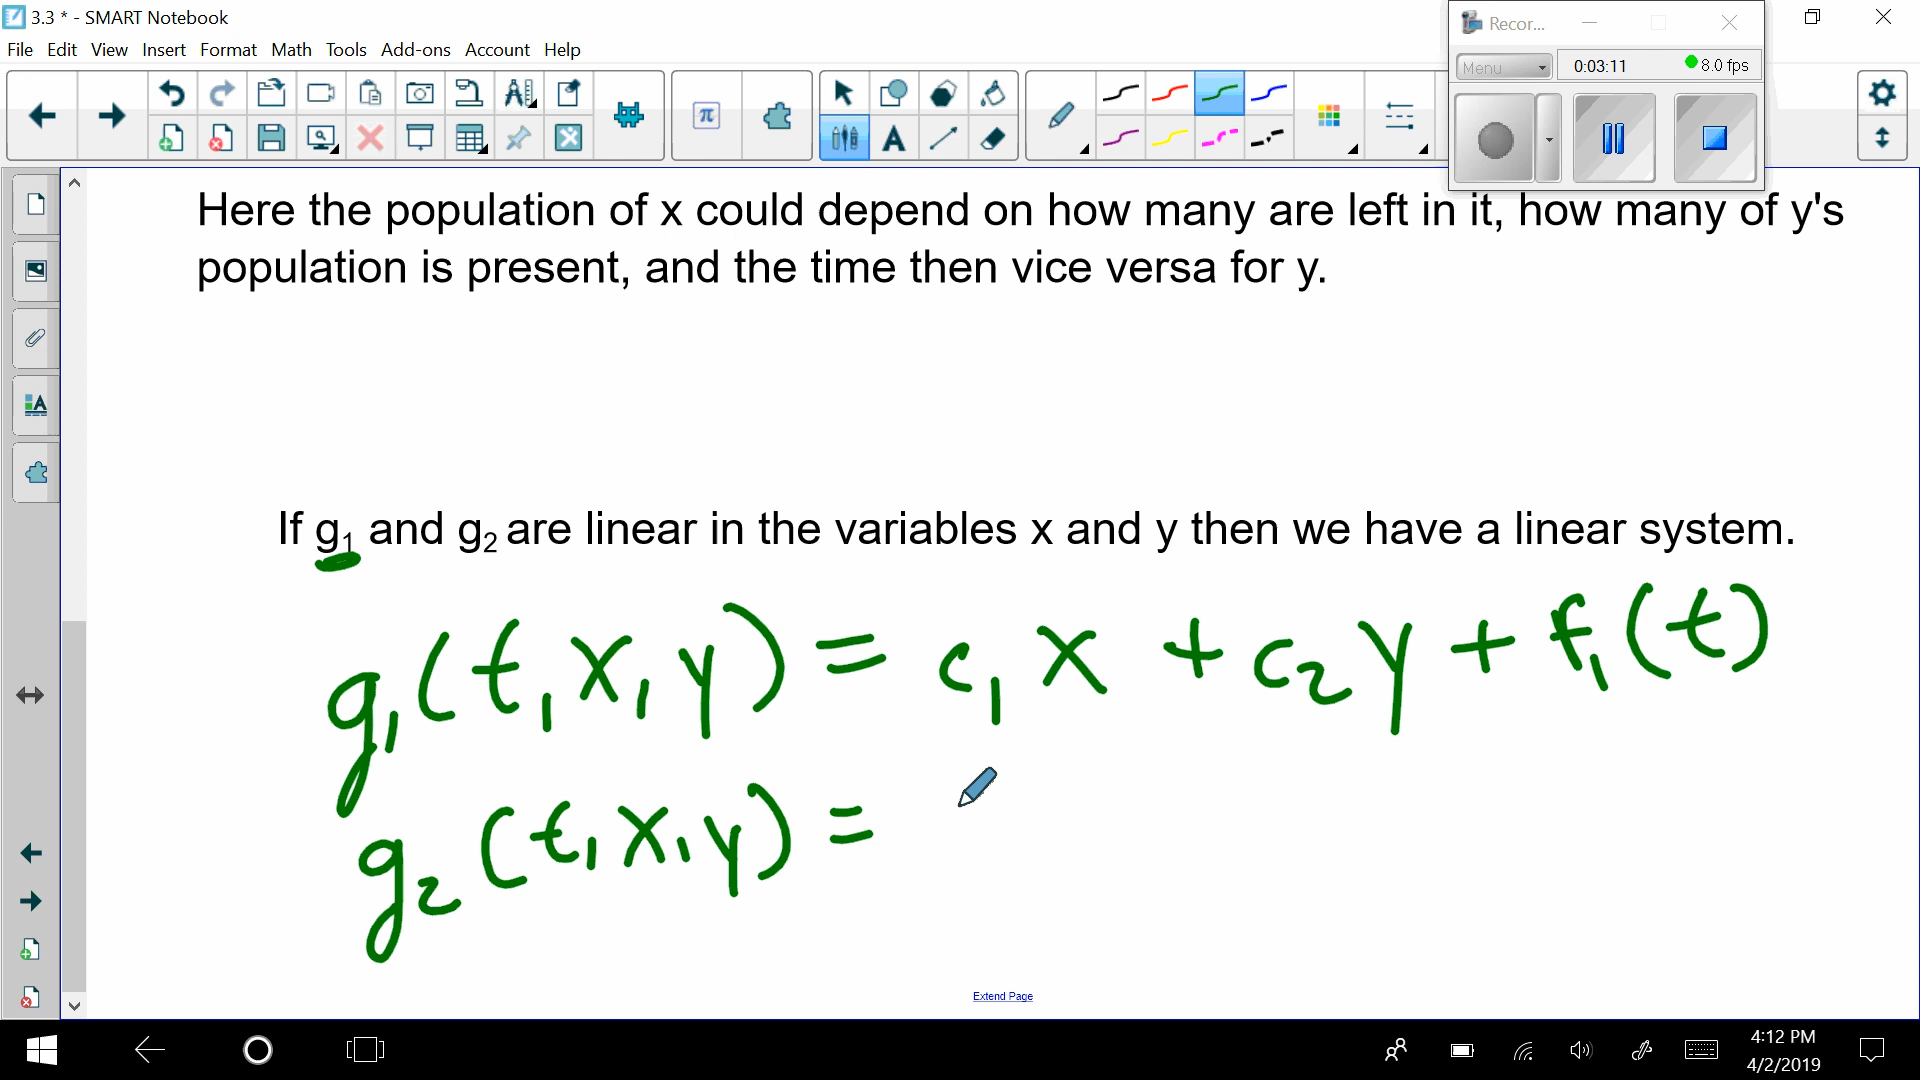 3.3 * - SMART Notebook
Recor...
File Edit View Insert Format Math Tools Add-ons Account Help
Menu 0:03:11 8.0 fps
π
A
A
Here the population of x could depend on how many are left in it, how many of y's
population is present, and the time then vice versa for y.
If g₁ and g₂ are linear in the variables x and y then we have a linear system.
g₁(t, x, y) = c₁x + c₂y + f₁(t)
g₂(t, x, y) =
Extend Page
4:12 PM
4/2/2019